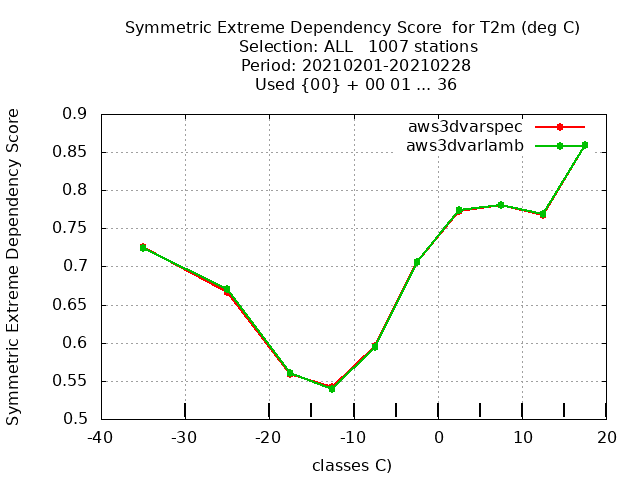 Symmetric Extreme Dependency Score  for T2m (deg C)
Selection: ALL   1007 stations
Period: 20210201-20210228
Used {00} + 00 01 ... 36
Symmetric Extreme Dependency Score
0.9
0.85
0.8
0.75
0.7
0.65
0.6
0.55
0.5
aws3dvarspec
aws3dvarlamb
-40 -30 -20 -10 0 10 20
classes C)